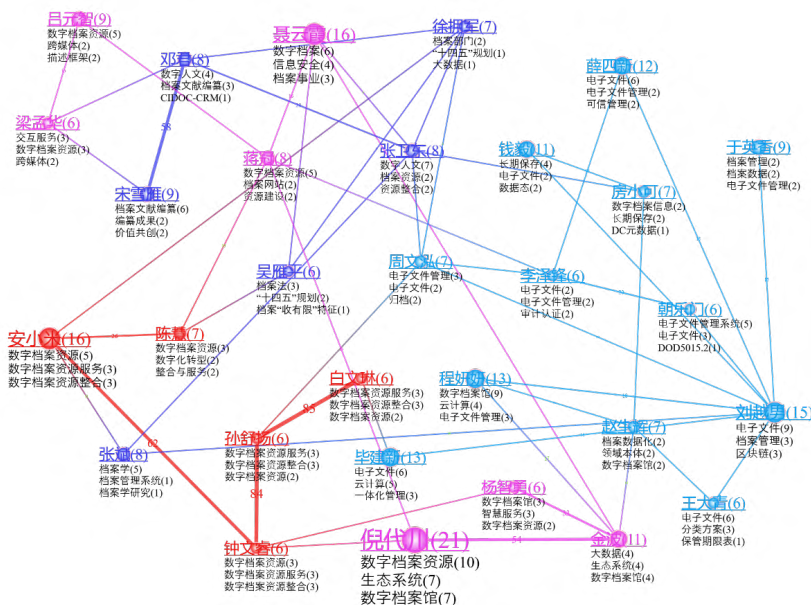 吕元智(9)
数字档案资源(5)
跨媒体(2)
描述框架(2)
邓君(8)
数字人文(4)
档案文献编纂(3)
CIDOC-CRM(1)
聂云霞(16)
数字档案(6)
信息安全(4)
档案事业(3)
徐拥军(7)
档案部门(2)
“十四五”规划(1)
大数据(1)
薛四新(12)
电子文件(6)
电子文件管理(2)
可信管理(2)
梁孟华(6)
交互服务(3)
数字档案资源(3)
跨媒体(2)
58
宋雪雁(9)
档案文献编纂(6)
编纂成果(2)
价值共创(2)
蒋冠(8)
数字档案资源(5)
档案网站(2)
资源建设(2)
张卫东(8)
数字人文(7)
档案资源(2)
资源整合(2)
钱毅(11)
长期保存(4)
电子文件(2)
数据态(2)
房小可(7)
数字档案信息(2)
长期保存(2)
DC元数据(1)
于英香(9)
档案管理(2)
档案数据(2)
电子文件管理(2)
吴雁平(6)
档案法(3)
“十四五”规划(2)
档案“收有限”特征(1)
周文泓(7)
电子文件管理(3)
电子文件(2)
归档(2)
李泽锋(6)
电子文件(2)
电子文件管理(2)
审计认证(2)
朝乐门(6)
电子文件管理系统(5)
电子文件(3)
DOD5015.2(1)
安小米(16)
数字档案资源(5)
数字档案资源服务(3)
数字档案资源整合(3)
陈慧(7)
数字档案资源(3)
数字化转型(2)
整合与服务(2)
白文琳(6)
数字档案资源服务(3)
数字档案资源整合(3)
数字档案资源(2)
85
程妍妍(13)
数字档案馆(9)
云计算(4)
电子文件管理(3)
刘越男(15)
电子文件(9)
档案管理(3)
区块链(3)
张斌(8)
档案学(5)
档案管理系统(1)
档案学研究(1)
62
孙舒扬(6)
数字档案资源服务(3)
数字档案资源整合(3)
数字档案资源(2)
84
毕建新(13)
电子文件(6)
云计算(5)
一体化管理(3)
赵生辉(7)
档案数据化(2)
领域本体(2)
数字档案馆(2)
杨智勇(6)
数字档案馆(3)
智慧服务(3)
数字档案资源(2)
王大青(6)
电子文件(6)
分类方案(3)
保管期限表(1)
钟文睿(6)
数字档案资源(3)
数字档案资源服务(3)
数字档案资源整合(3)
倪代川(21)
数字档案资源(10)
生态系统(7)
数字档案馆(7)
54
金波(11)
大数据(4)
生态系统(4)
数字档案馆(4)